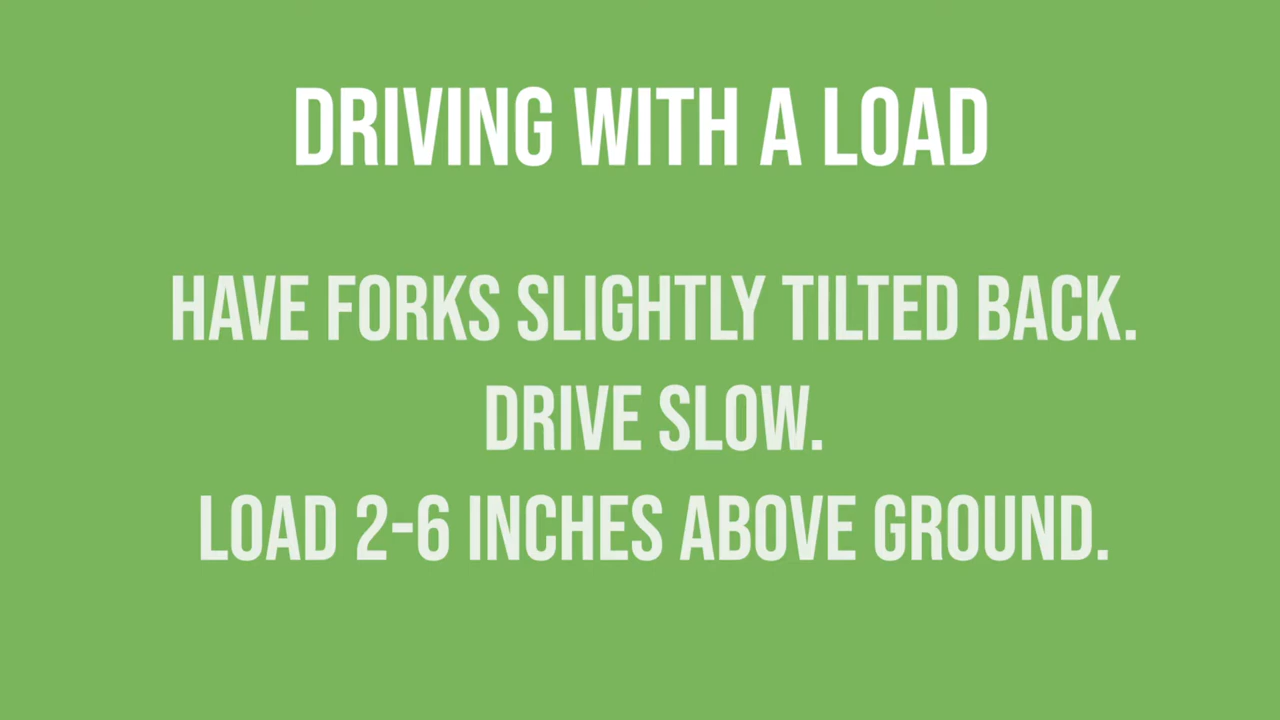 DRIVING WITH A LOAD
HAVE FORKS SLIGHTLY TILTED BACK.
DRIVE SLOW.
LOAD 2-6 INCHES ABOVE GROUND.